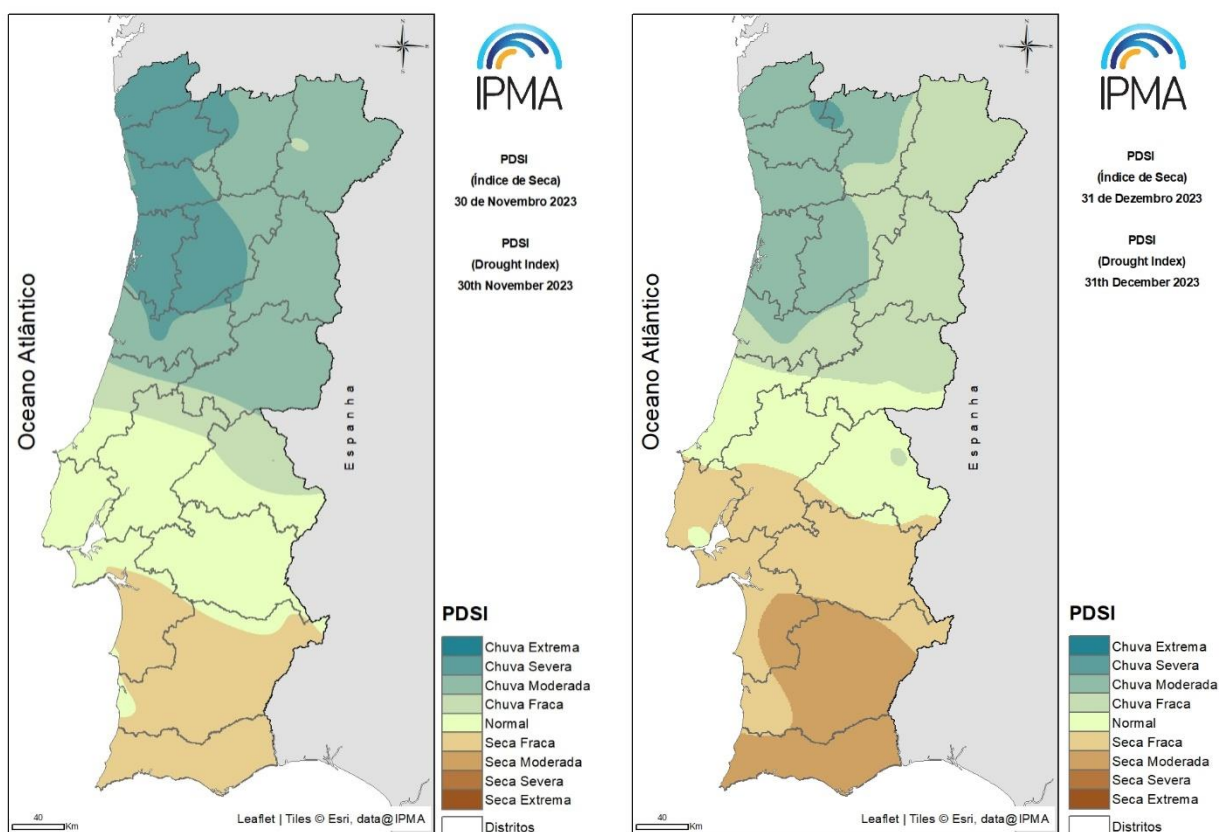 N
W
E
S
IPMA
PDSI
(Índice de Seca)
30 de Novembro 2023
PDSI
(Drought Index)
30th November 2023
Oceano Atlântico
Espanha
PDSI
Chuva Extrema
Chuva Severa
Chuva Moderada
Chuva Fraca
Normal
Seca Fraca
Seca Moderada
Seca Severa
Seca Extrema
Distritos
40
Km
Leaflet | Tiles © Esri, data@IPMA
N
W
E
S
IPMA
PDSI
(Índice de Seca)
31 de Dezembro 2023
PDSI
(Drought Index)
31th December 2023
Oceano Atlântico
Espanha
PDSI
Chuva Extrema
Chuva Severa
Chuva Moderada
Chuva Fraca
Normal
Seca Fraca
Seca Moderada
Seca Severa
Seca Extrema
Distritos
40
Km
Leaflet | Tiles © Esri, data@IPMA